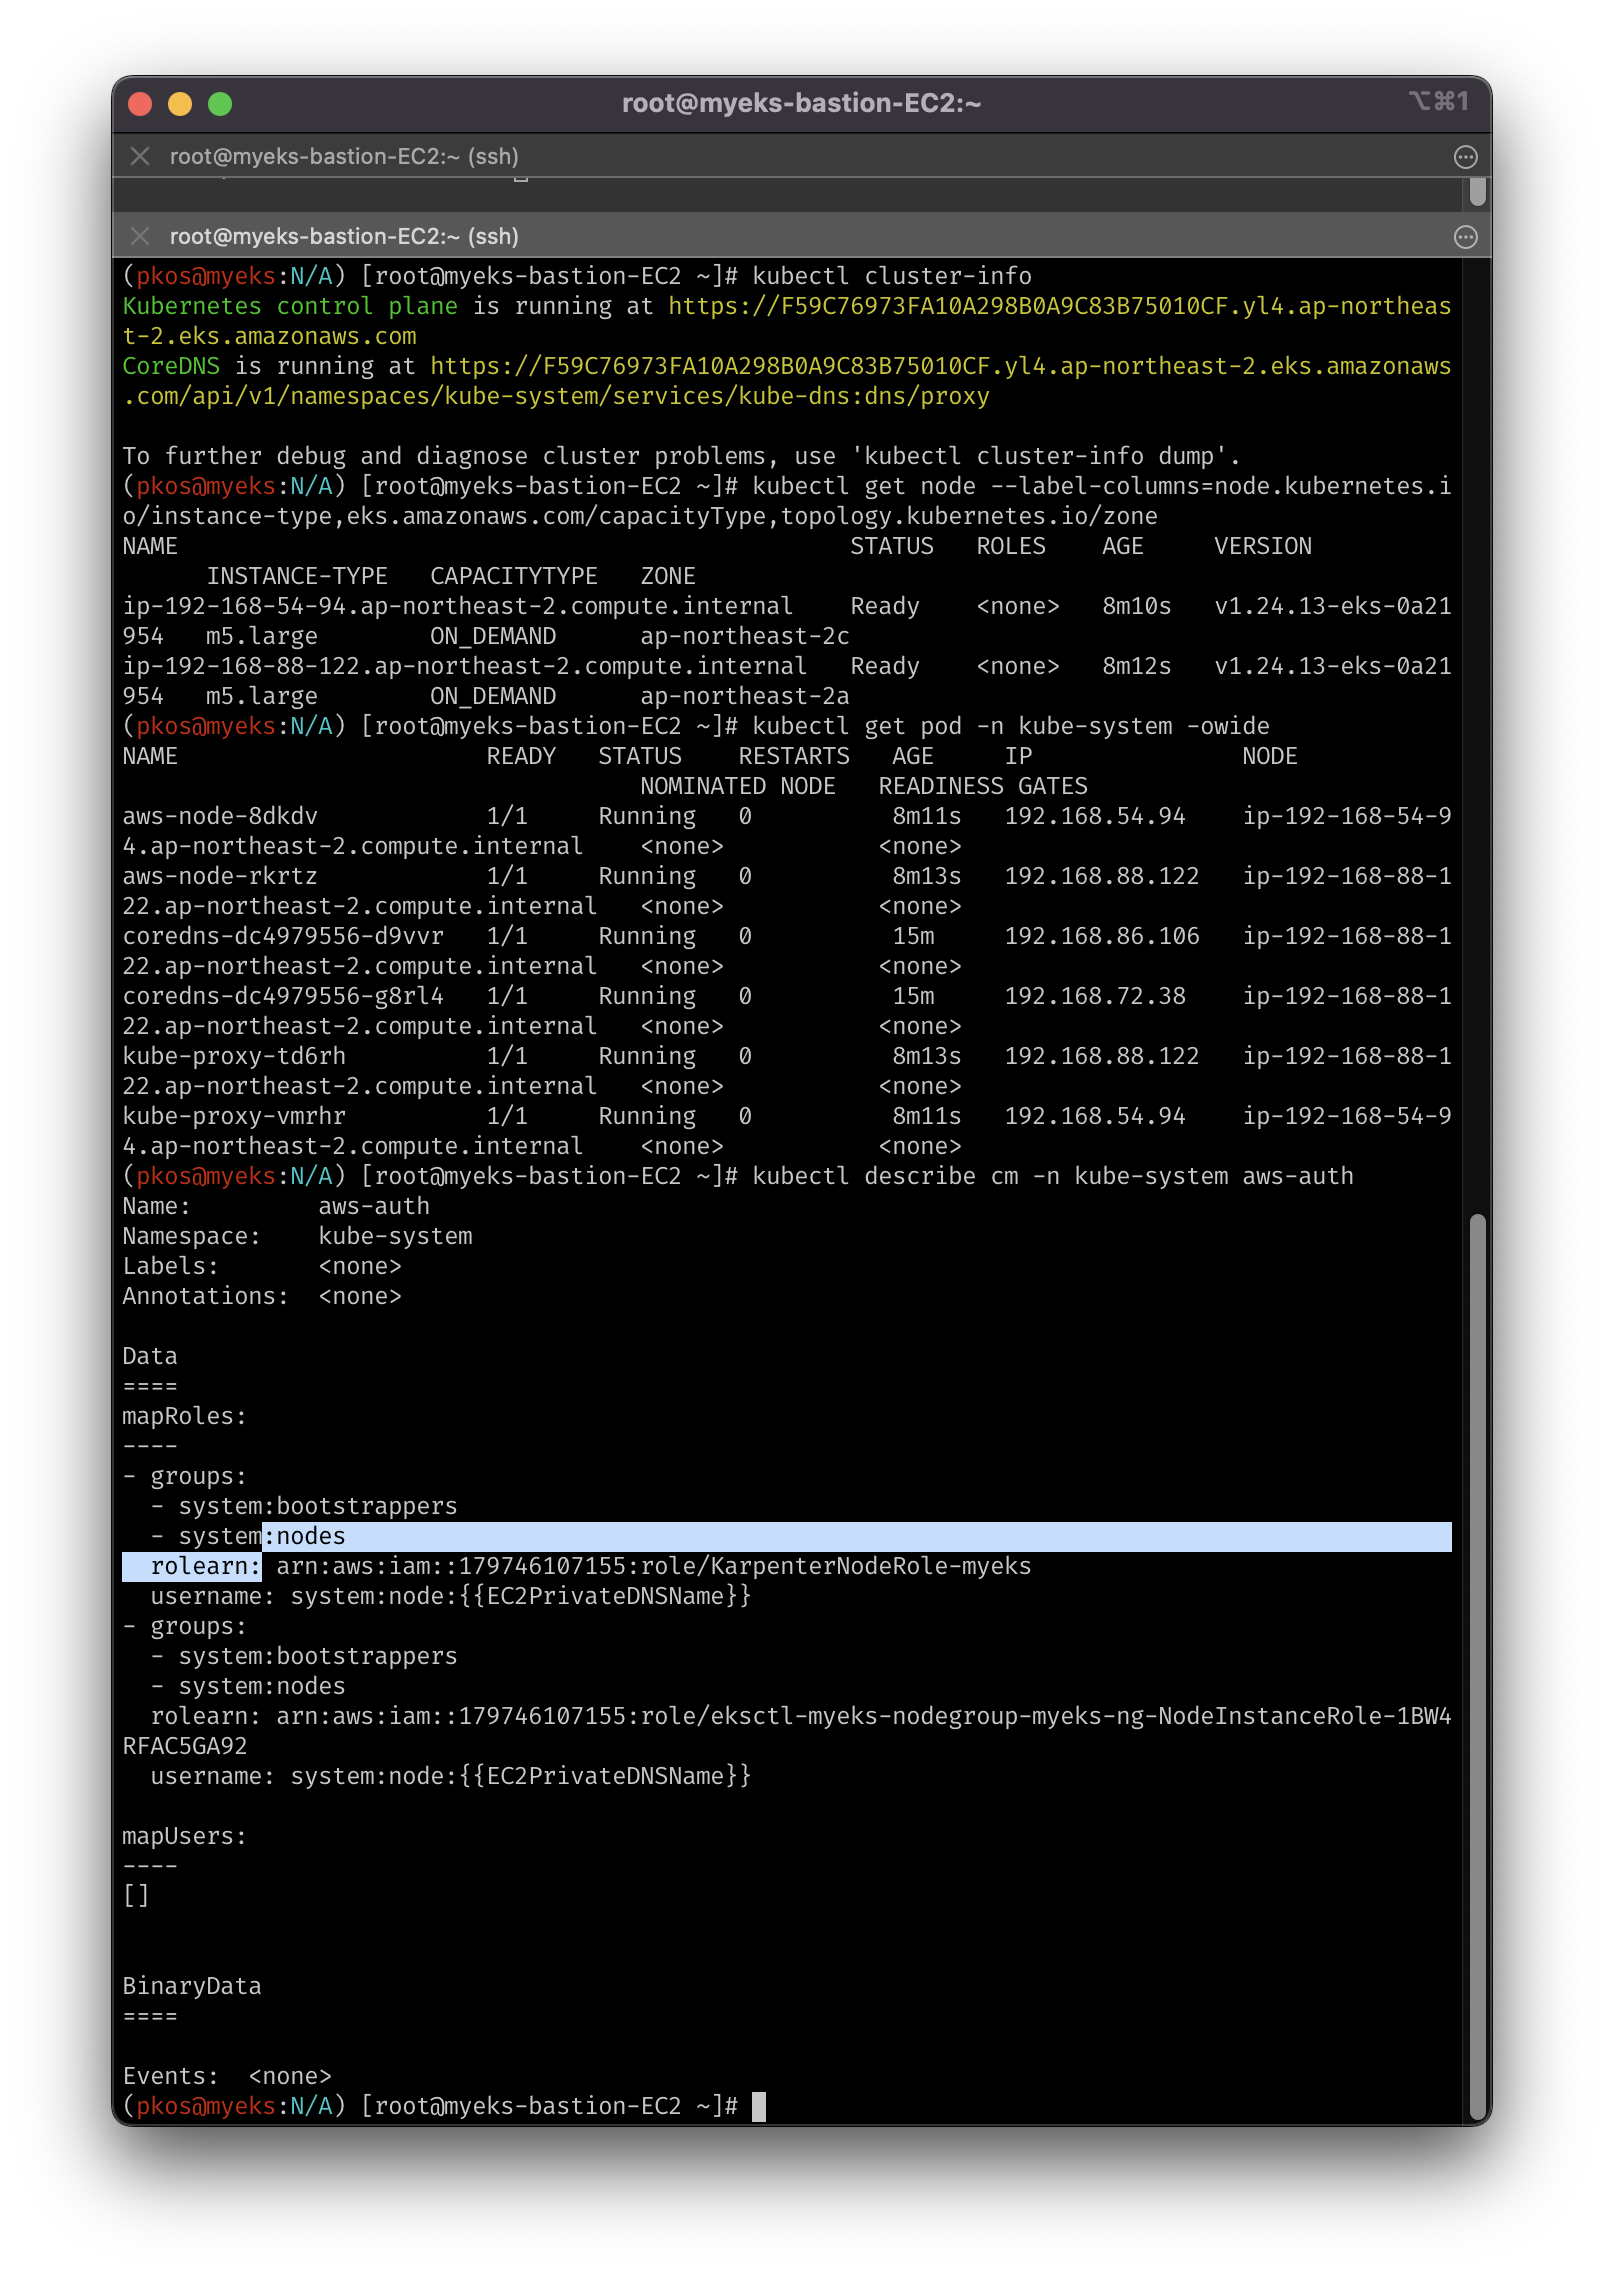 root@myeks-bastion-EC2:~ ⌥⌘1
root@myeks-bastion-EC2:~ (ssh)
root@myeks-bastion-EC2:~ (ssh)
(pkos@myeks:N/A) [root@myeks-bastion-EC2 ~]# kubectl cluster-info
Kubernetes control plane is running at https://F59C76973FA10A298B0A9C83B75010CF.yl4.ap-northeas
t-2.eks.amazonaws.com
CoreDNS is running at https://F59C76973FA10A298B0A9C83B75010CF.yl4.ap-northeast-2.eks.amazonaws
.com/api/v1/namespaces/kube-system/services/kube-dns:dns/proxy
To further debug and diagnose cluster problems, use 'kubectl cluster-info dump'.
(pkos@myeks:N/A) [root@myeks-bastion-EC2 ~]# kubectl get node --label-columns=node.kubernetes.i
o/instance-type,eks.amazonaws.com/capacityType,topology.kubernetes.io/zone
NAME STATUS ROLES AGE VERSION
INSTANCE-TYPE CAPACITYTYPE ZONE
ip-192-168-54-94.ap-northeast-2.compute.internal Ready <none> 8m10s v1.24.13-eks-0a21
954 m5.large ON_DEMAND ap-northeast-2c
ip-192-168-88-122.ap-northeast-2.compute.internal Ready <none> 8m12s v1.24.13-eks-0a21
954 m5.large ON_DEMAND ap-northeast-2a
(pkos@myeks:N/A) [root@myeks-bastion-EC2 ~]# kubectl get pod -n kube-system -owide
NAME READY STATUS RESTARTS AGE IP NODE
NOMINATED NODE READINESS GATES
aws-node-8dkdv 1/1 Running 0 8m11s 192.168.54.94 ip-192-168-54-9
4.ap-northeast-2.compute.internal <none> <none>
aws-node-rkrtz 1/1 Running 0 8m13s 192.168.88.122 ip-192-168-88-1
22.ap-northeast-2.compute.internal <none> <none>
coredns-dc4979556-d9vvr 1/1 Running 0 15m 192.168.86.106 ip-192-168-88-1
22.ap-northeast-2.compute.internal <none> <none>
coredns-dc4979556-g8rl4 1/1 Running 0 15m 192.168.72.38 ip-192-168-88-1
22.ap-northeast-2.compute.internal <none> <none>
kube-proxy-td6rh 1/1 Running 0 8m13s 192.168.88.122 ip-192-168-88-1
22.ap-northeast-2.compute.internal <none> <none>
kube-proxy-vmrhr 1/1 Running 0 8m11s 192.168.54.94 ip-192-168-54-9
4.ap-northeast-2.compute.internal <none> <none>
(pkos@myeks:N/A) [root@myeks-bastion-EC2 ~]# kubectl describe cm -n kube-system aws-auth
Name: aws-auth
Namespace: kube-system
Labels: <none>
Annotations: <none>
Data
====
mapRoles:
----
- groups:
- system:bootstrappers
- system:nodes
rolearn: arn:aws:iam::179746107155:role/KarpenterNodeRole-myeks
username: system:node:{{EC2PrivateDNSName}}
- groups:
- system:bootstrappers
- system:nodes
rolearn: arn:aws:iam::179746107155:role/eksctl-myeks-nodegroup-myeks-ng-NodeInstanceRole-1BW4
RFAC5GA92
username: system:node:{{EC2PrivateDNSName}}
mapUsers:
----
[]
BinaryData
====
Events: <none>
(pkos@myeks:N/A) [root@myeks-bastion-EC2 ~]#